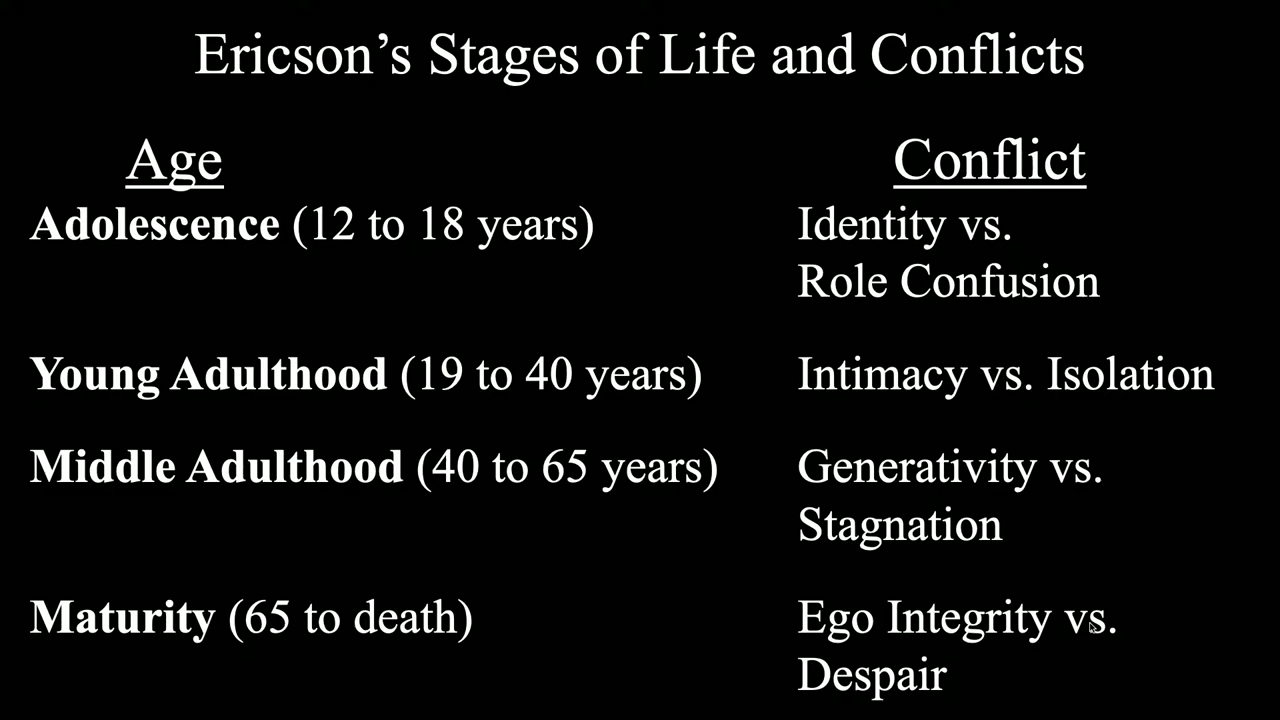 Ericson’s Stages of Life and Conflicts
Age
Conflict
Adolescence (12 to 18 years)
Identity vs.
Role Confusion
Young Adulthood (19 to 40 years)
Intimacy vs. Isolation
Middle Adulthood (40 to 65 years)
Generativity vs.
Stagnation
Maturity (65 to death)
Ego Integrity vs.
Despair